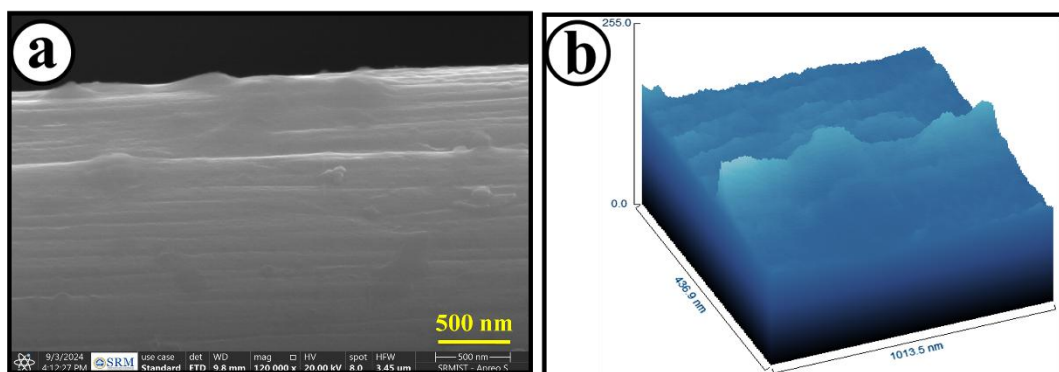 a
500 nm
9/3/2024
4:12:27 PM
SRM
use case
Standard
det
ETD
WD
9.8 mm
mag
120 000 x
HV
20.00 kV
spot
8.0
HFW
3.45 µm
500 nm
SRMIST - Apreo S
b
255.0
0.0
436.9 nm
1013.5 nm